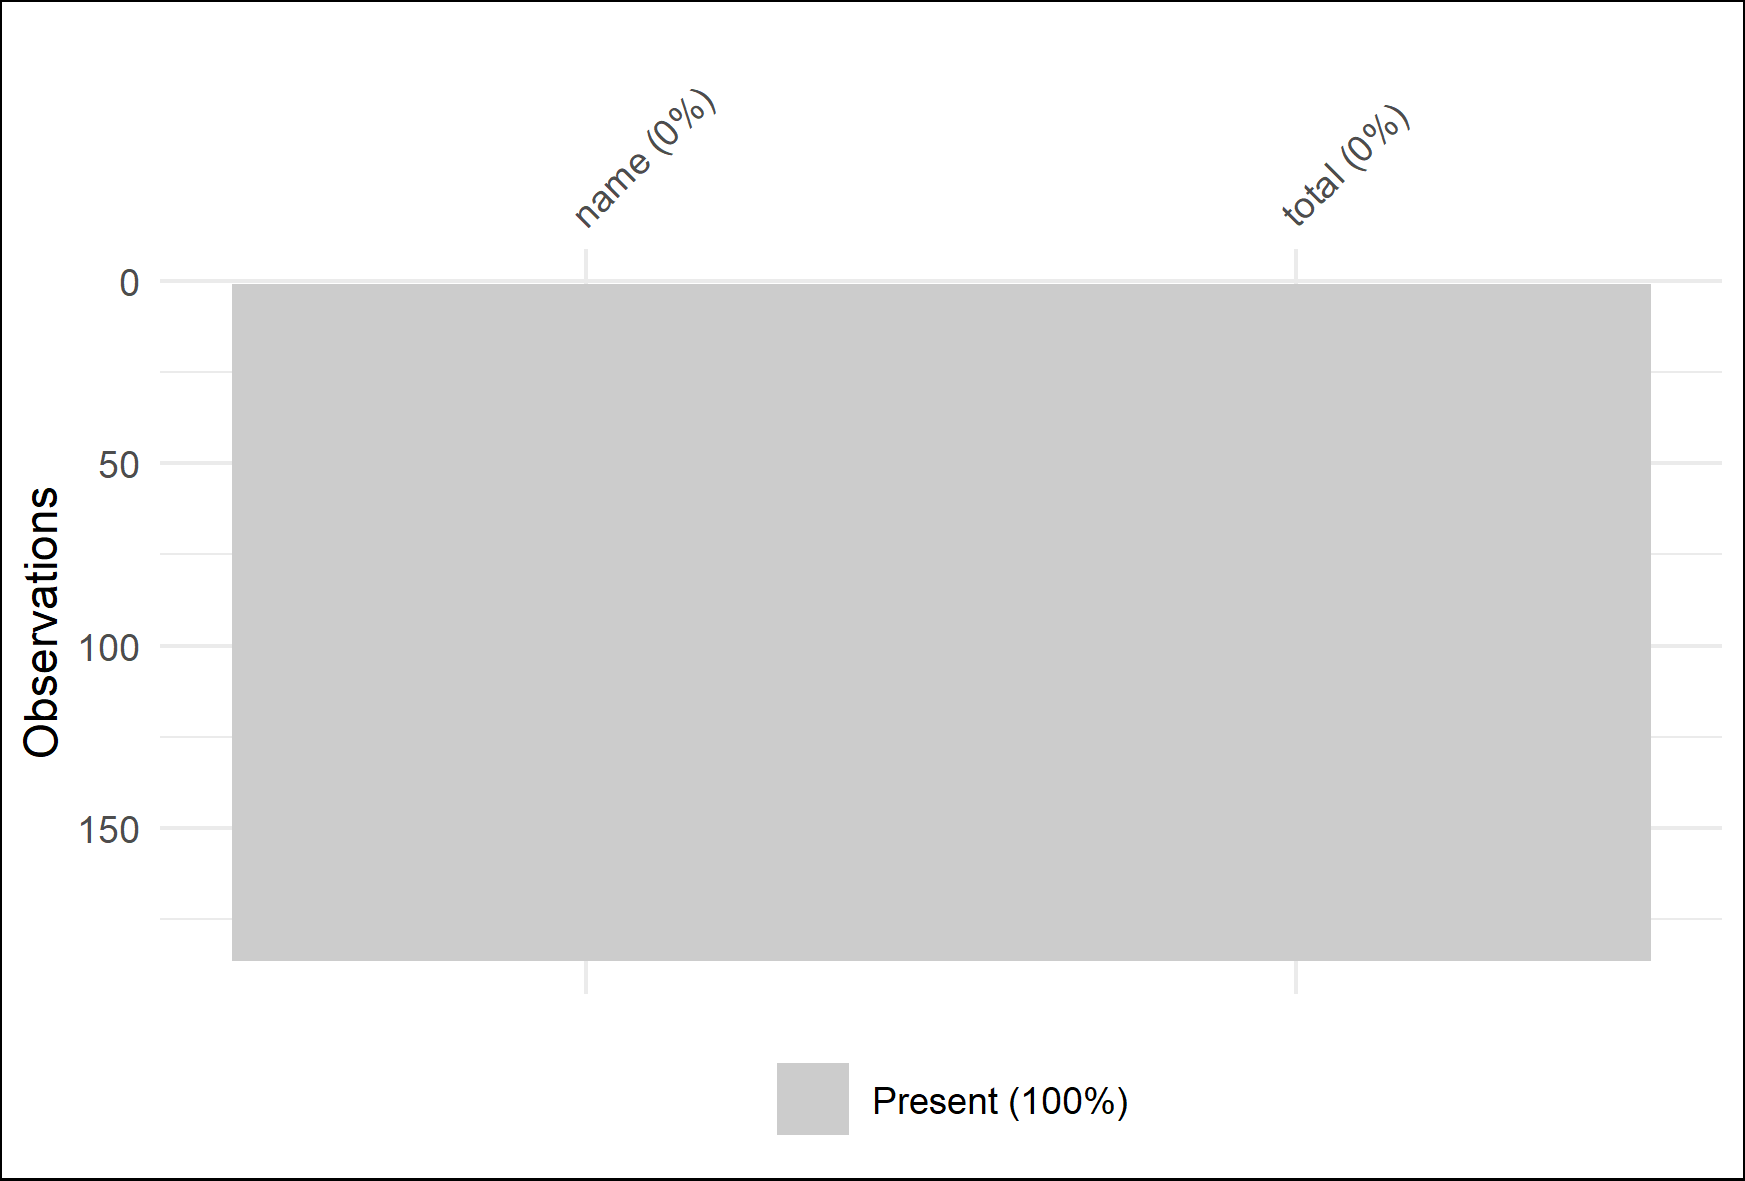 name (0%)
total (0%)
0
50
100
150
Observations
Present (100%)